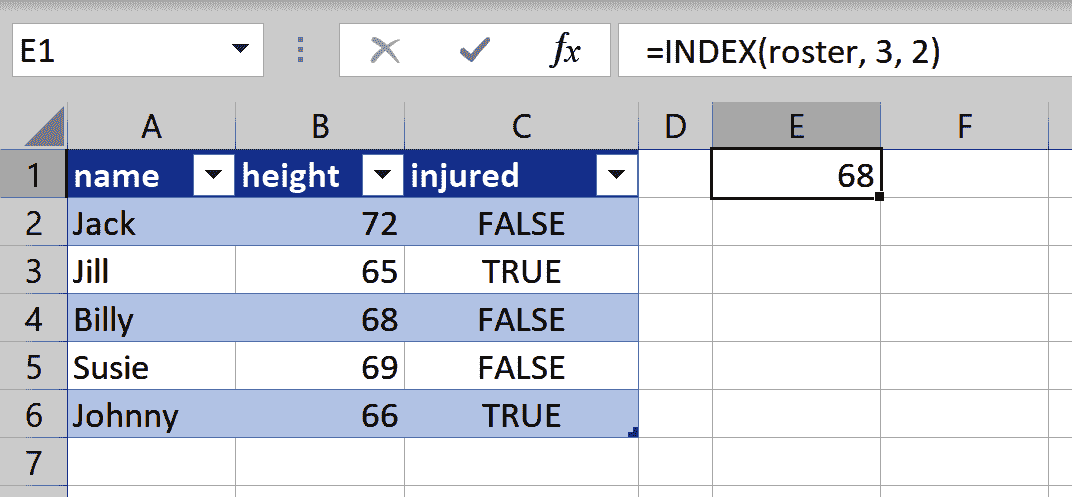 E1 fx =INDEX(roster, 3, 2)
A B C D E F
1 name height injured 68
2 Jack 72 FALSE
3 Jill 65 TRUE
4 Billy 68 FALSE
5 Susie 69 FALSE
6 Johnny 66 TRUE
7